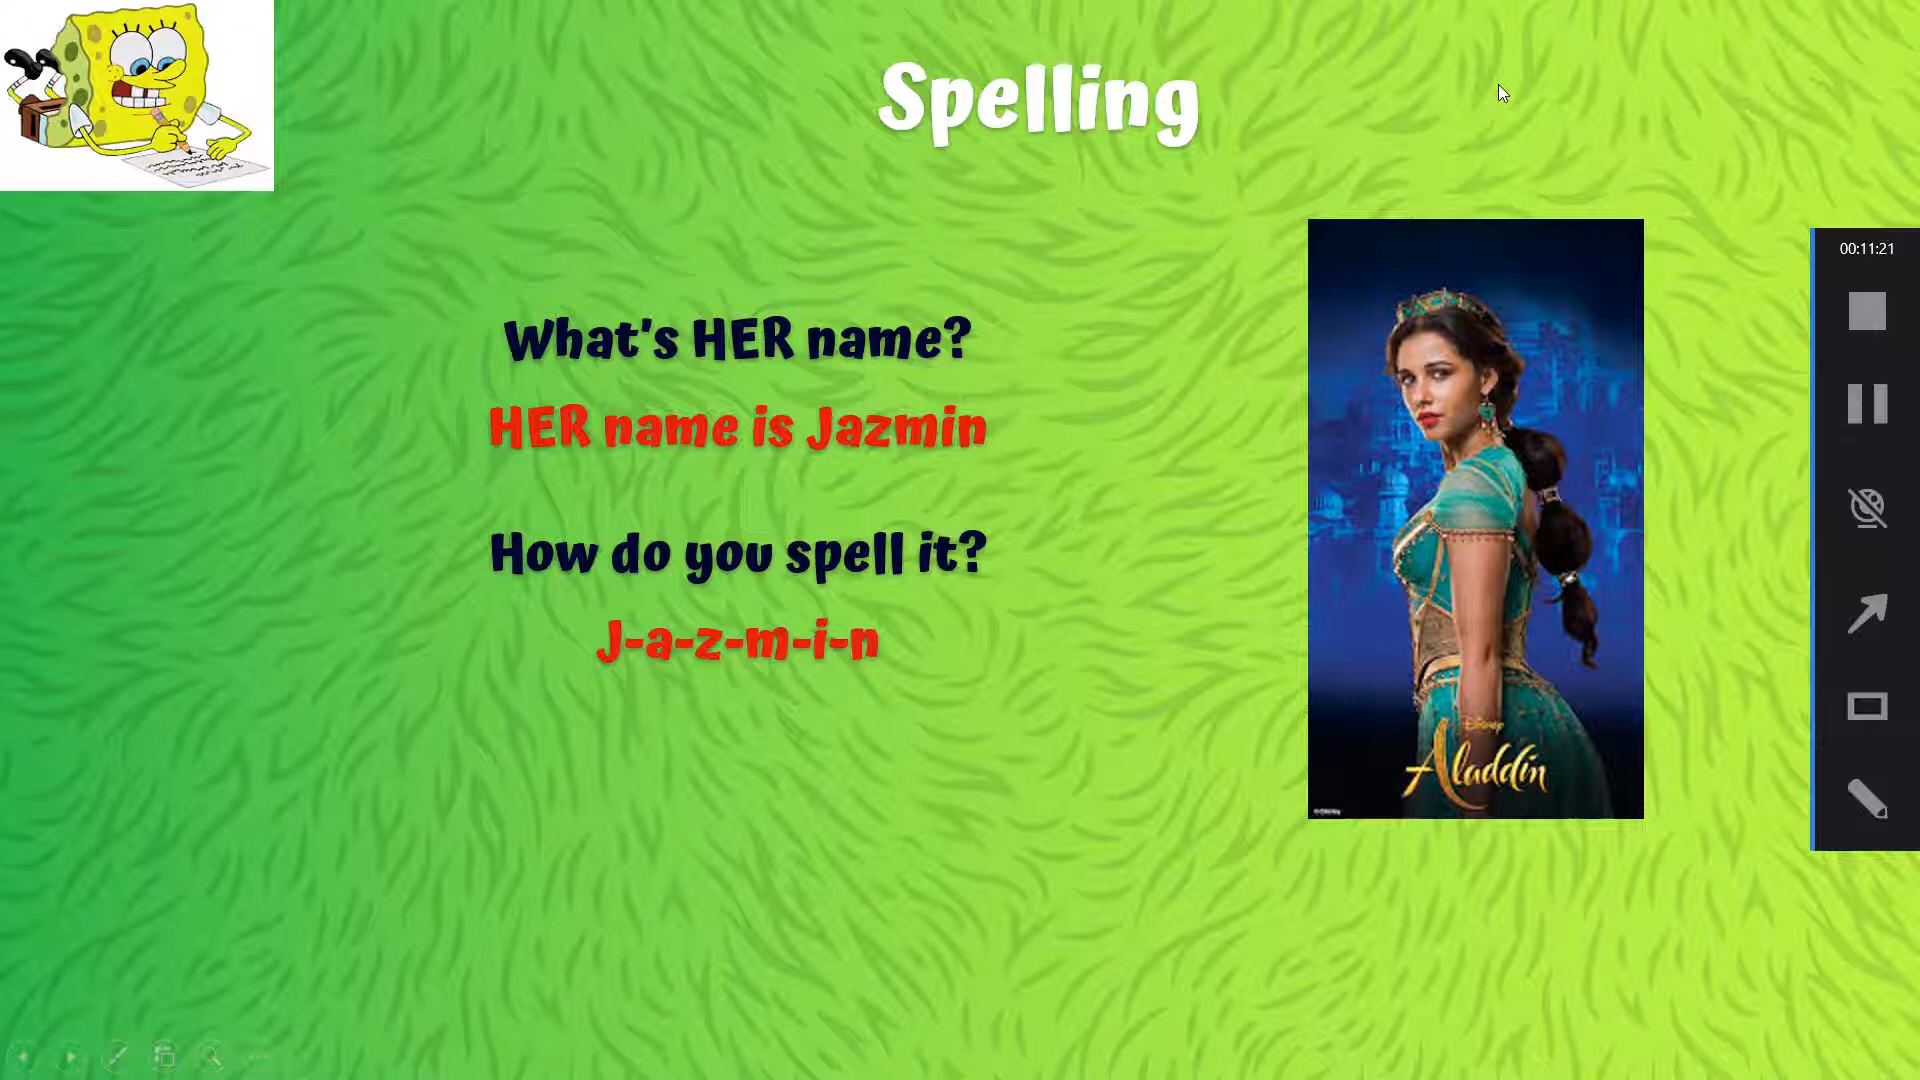 Spelling
00:11:21
What's HER name?
HER name is Jazmin
How do you spell it?
J-a-z-m-i-n
Disney
Aladdin